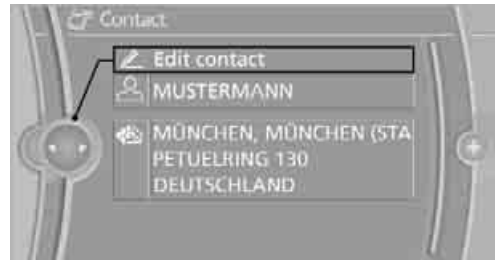 Contact
Edit contact
MUSTERMANN
MÜNCHEN, MÜNCHEN (STA
PETUELRING 130
DEUTSCHLAND